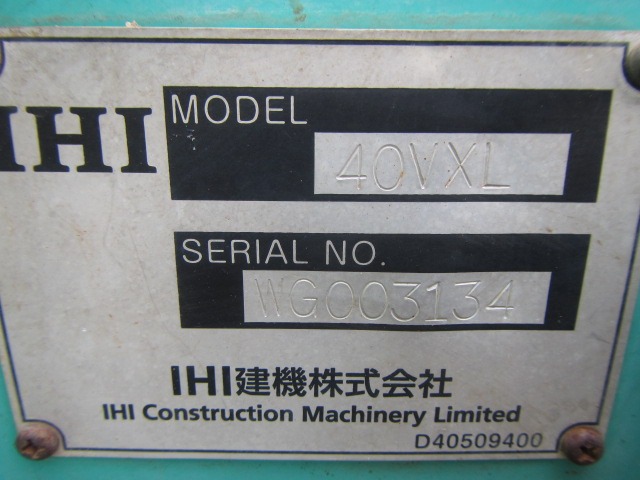 IHI
MODEL
40VXL
SERIAL NO.
WG003134
IHI建機株式会社
IHI Construction Machinery Limited
D40509400